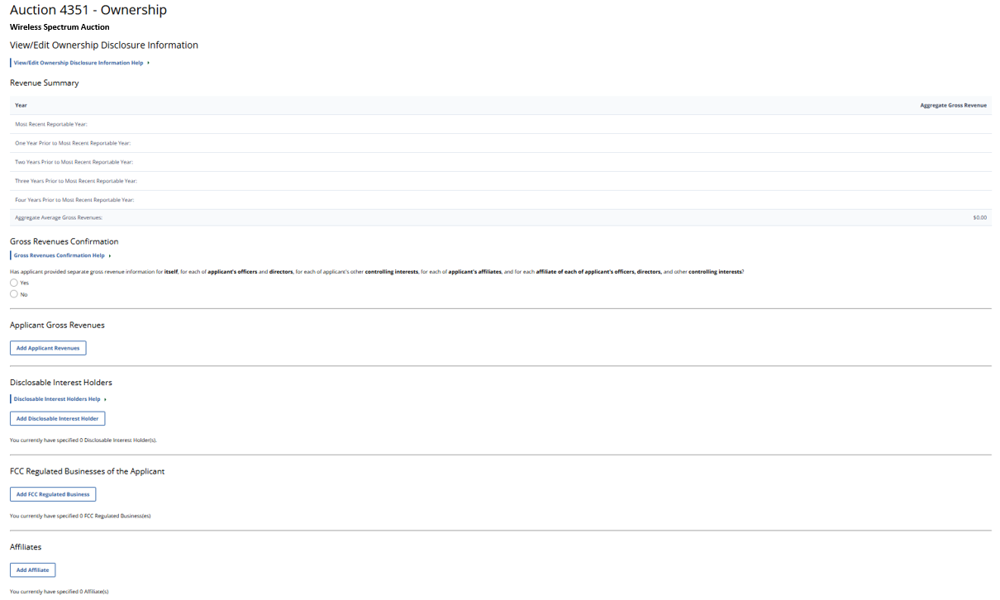 Auction 4351 - Ownership
Wireless Spectrum Auction
View/Edit Ownership Disclosure Information
View/Edit Ownership Disclosure Information Help
Revenue Summary
Year Aggregate Gross Revenue
Most Recent Reportable Year:
One Year Prior to Most Recent Reportable Year:
Two Years Prior to Most Recent Reportable Year:
Three Years Prior to Most Recent Reportable Year:
Four Years Prior to Most Recent Reportable Year:
Aggregate Average Gross Revenues: $0.00
Gross Revenues Confirmation
Gross Revenues Confirmation Help
Has applicant provided separate gross revenue information for itself, for each of applicant's officers and directors, for each of applicant's other controlling interests, for each of applicant's affiliates, and for each affiliate of each of applicant's officers, directors, and other controlling interests?
Yes
No
Applicant Gross Revenues
Add Applicant Revenues
Disclosable Interest Holders
Disclosable Interest Holders Help
Add Disclosable Interest Holder
You currently have specified 0 Disclosable Interest Holder(s).
FCC Regulated Businesses of the Applicant
Add FCC Regulated Business
You currently have specified 0 FCC Regulated Business(es)
Affiliates
Add Affiliate
You currently have specified 0 Affiliate(s)